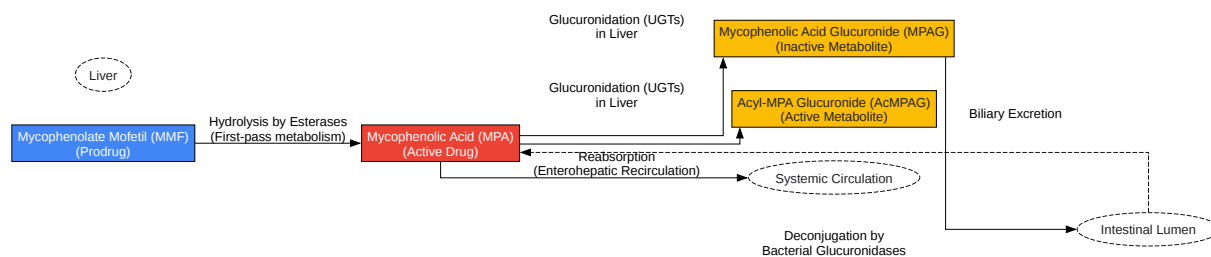 Glucuronidation (UGTs)
in Liver
Mycophenolic Acid Glucuronide (MPAG)
(Inactive Metabolite)
Liver
Glucuronidation (UGTs)
in Liver
Acyl-MPA Glucuronide (AcMPAG)
(Active Metabolite)
Biliary Excretion
Mycophenolate Mofetil (MMF)
(Prodrug)
Hydrolysis by Esterases
(First-pass metabolism)
Mycophenolic Acid (MPA)
(Active Drug)
Reabsorption
(Enterohepatic Recirculation)
Systemic Circulation
Deconjugation by
Bacterial Glucuronidases
Intestinal Lumen